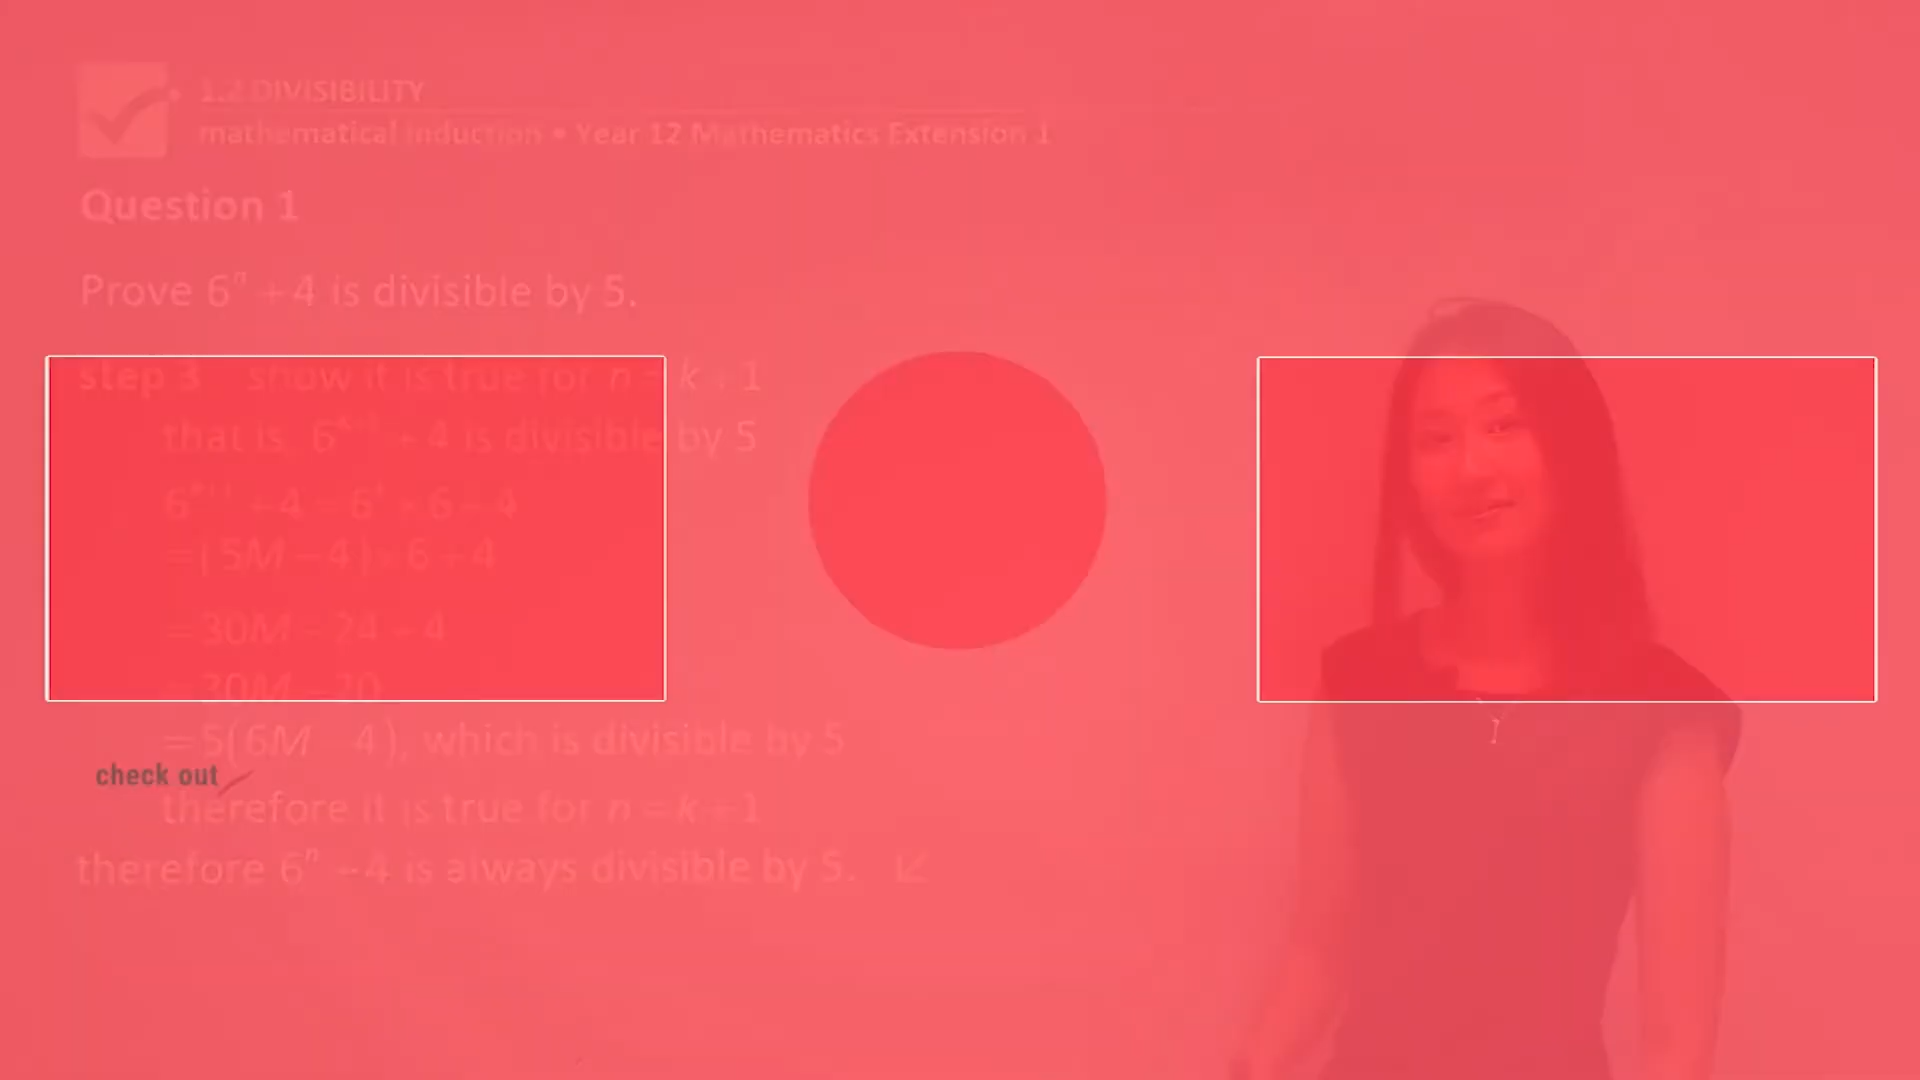 1.2 DIVISIBILITY
mathematical induction • Year 12 Mathematics Extension 1
Question 1
Prove 6ⁿ + 4 is divisible by 5.
step 3 show it is true for n = k + 1
that is, 6ᵏ⁺¹ + 4 is divisible by 5
6ᵏ⁺¹ + 4 = 6ᵏ × 6 + 4
= (5M − 4) × 6 + 4
= 30M − 24 + 4
= 30M − 20
= 5(6M − 4), which is divisible by 5
check out
therefore it is true for n = k + 1
therefore 6ⁿ + 4 is always divisible by 5.